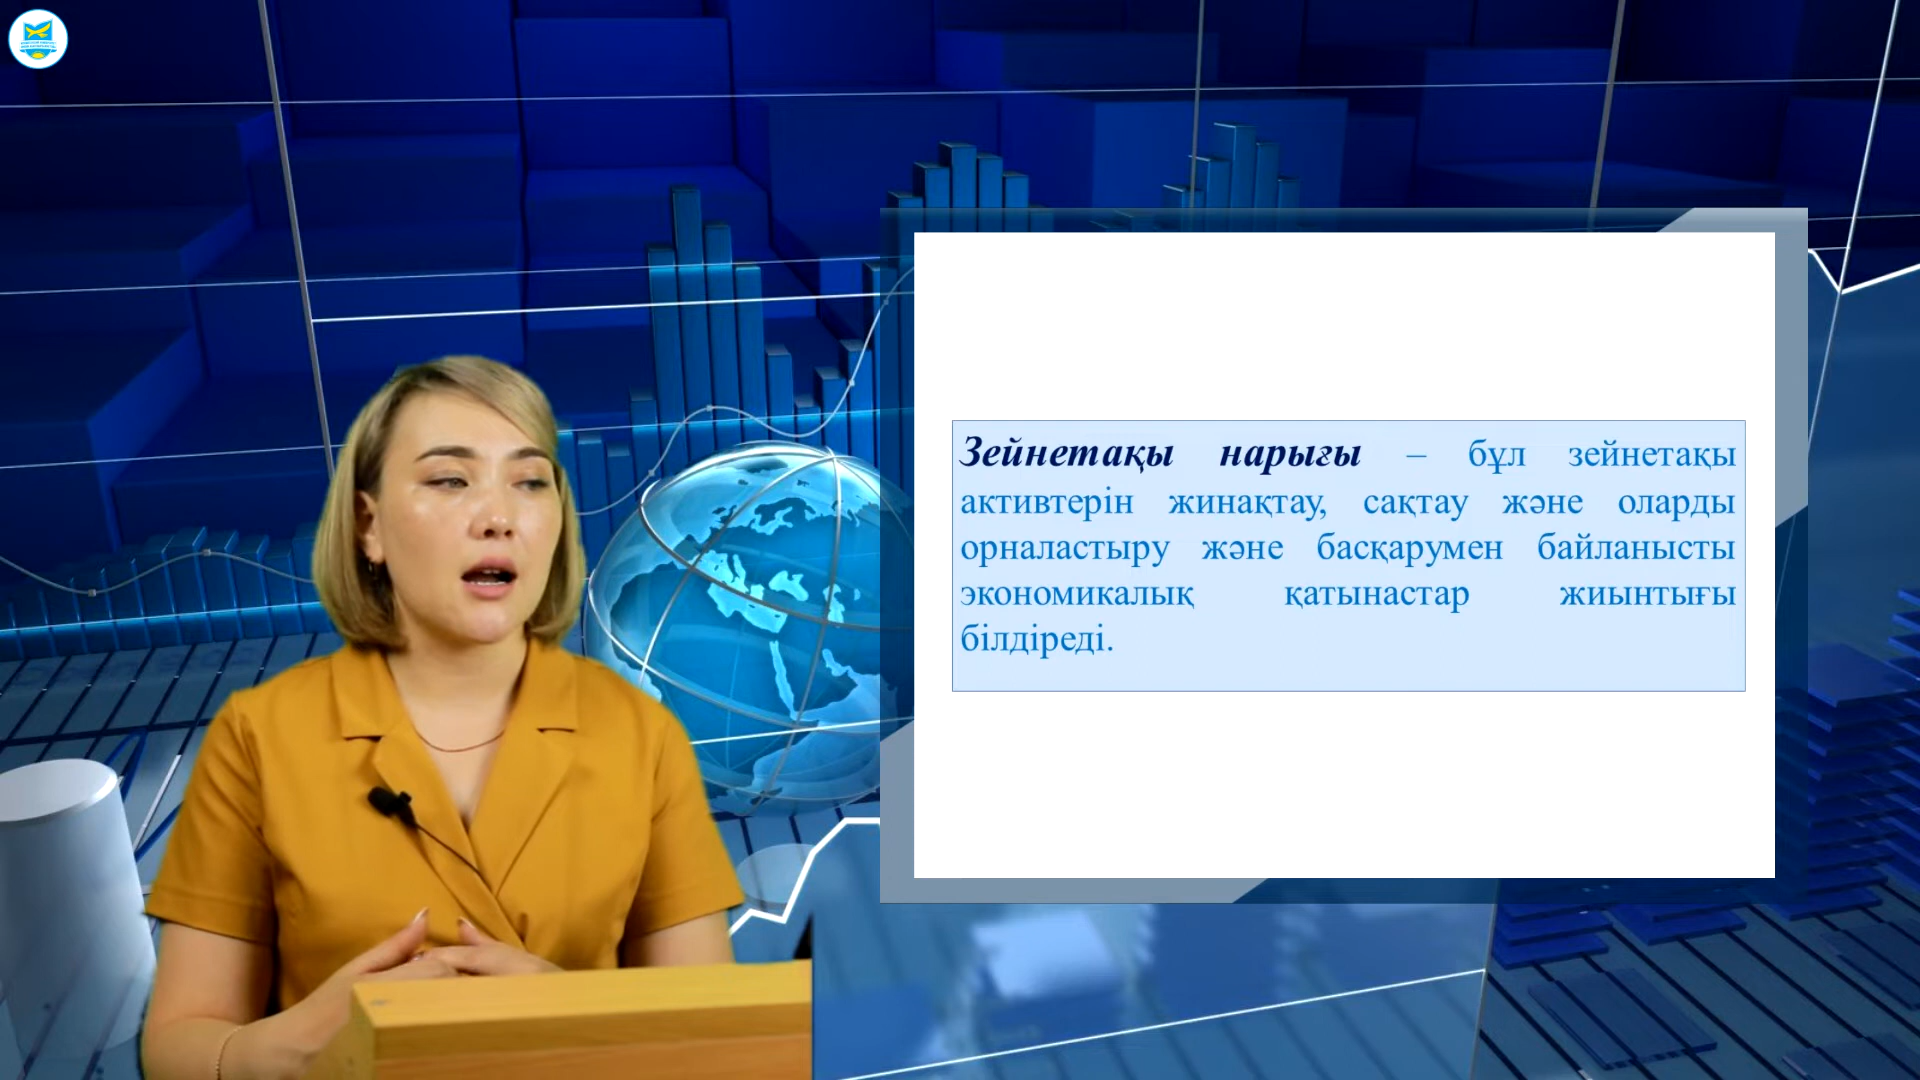 Зейнетақы нарығы – бұл зейнетақы
активтерін жинақтау, сақтау және оларды
орналастыру және басқарумен байланысты
экономикалық қатынастар жиынтығы
білдіреді.